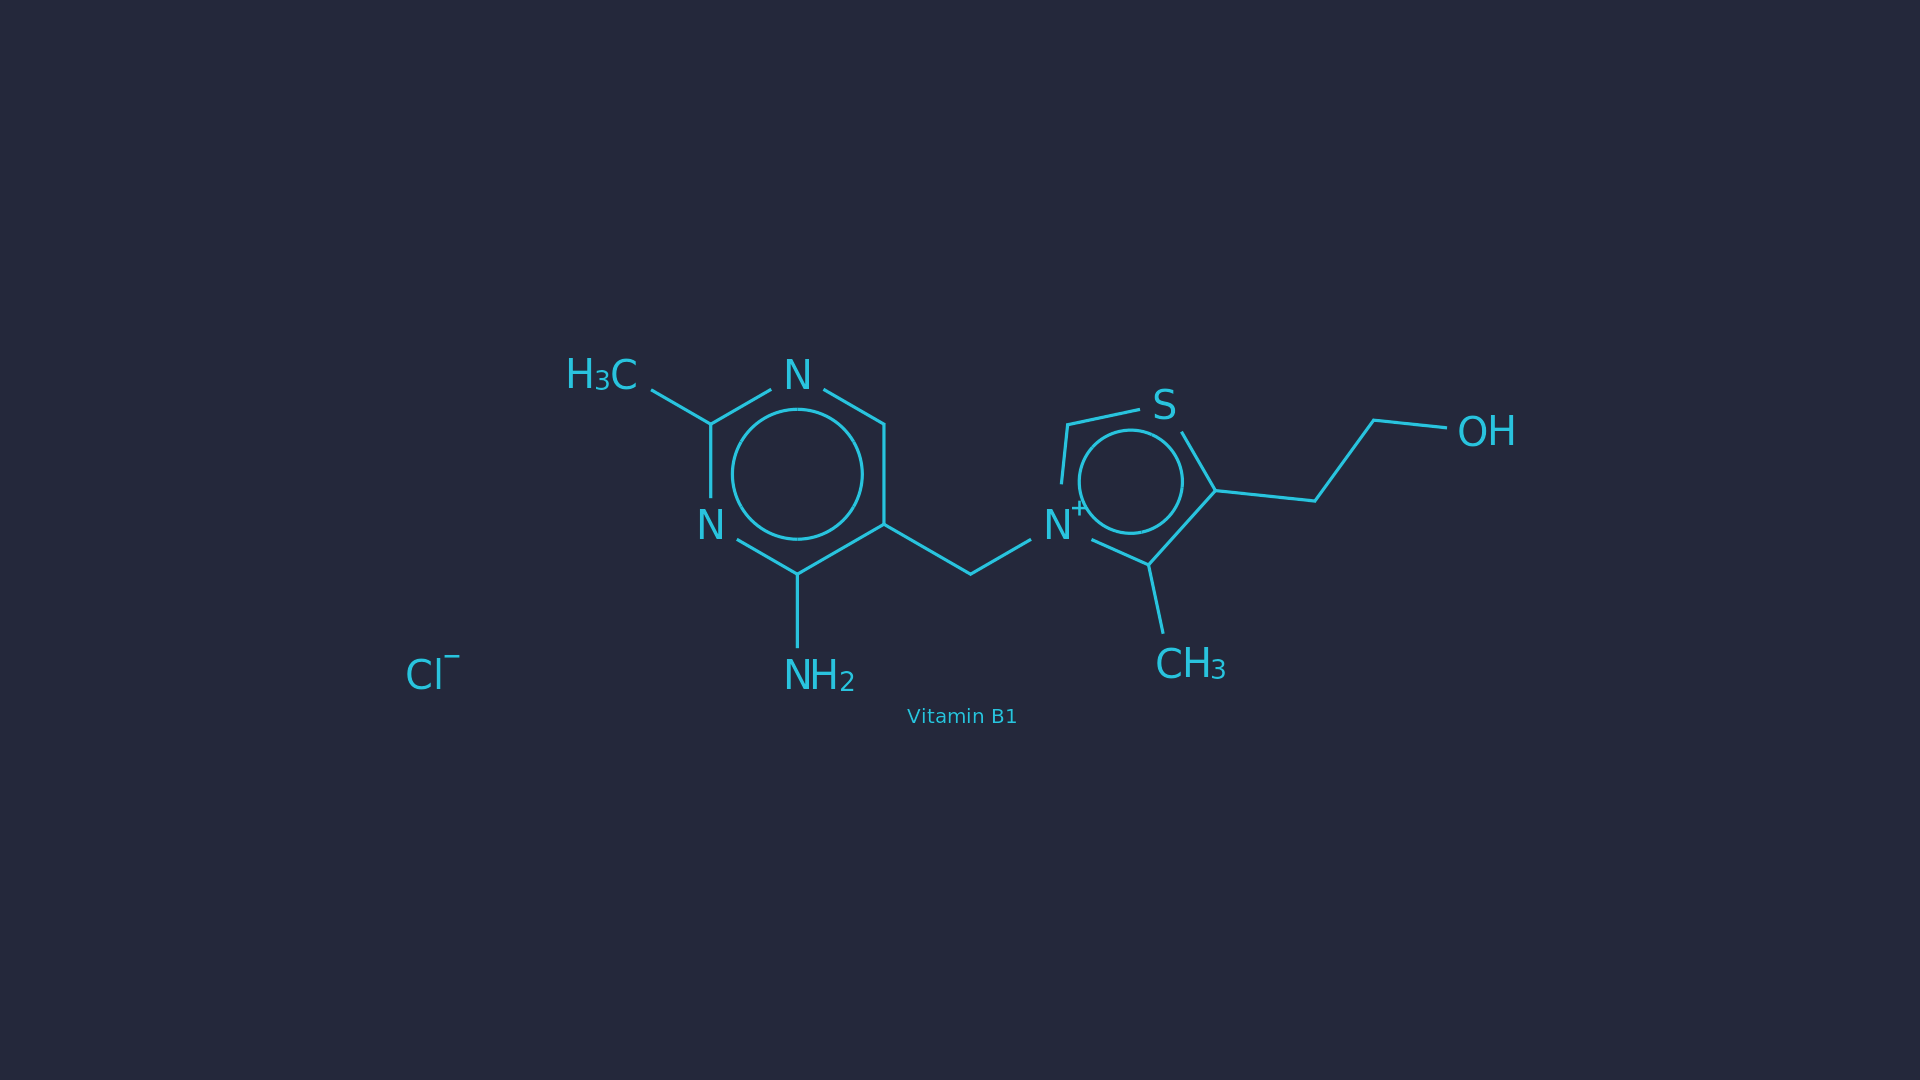 H₃C
N
S
OH
N
N⁺
Cl⁻
NH₂
CH₃
Vitamin B1